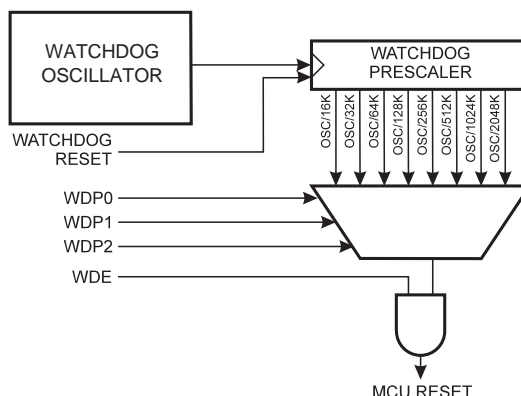 WATCHDOG
OSCILLATOR
WATCHDOG
PRESCALER
WATCHDOG
RESET
OSC/16K
OSC/32K
OSC/64K
OSC/128K
OSC/256K
OSC/512K
OSC/1024K
OSC/2048K
WDP0
WDP1
WDP2
WDE
MCU RESET